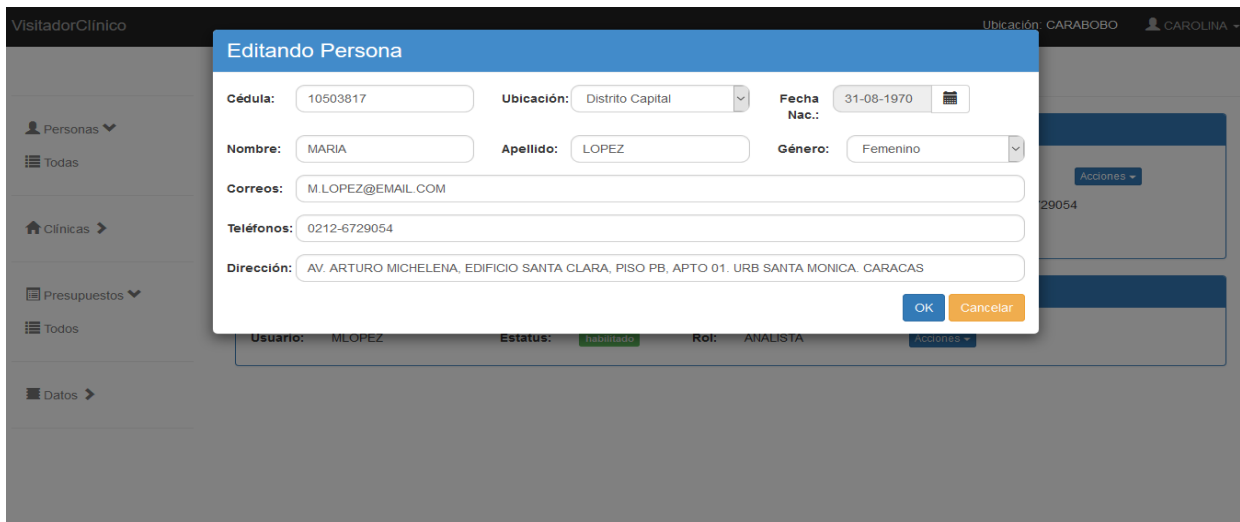 VisitadorClínico Ubicación: CARABOBO CAROLINA
Editando Persona
Cédula: 10503817 Ubicación: Distrito Capital Fecha Nac.: 31-08-1970
Personas
Nombre: MARIA Apellido: LOPEZ Género: Femenino
Todas
Acciones
Correos: M.LOPEZ@EMAIL.COM
729054
Clínicas
Teléfonos: 0212-6729054
Dirección: AV. ARTURO MICHELENA, EDIFICIO SANTA CLARA, PISO PB, APTO 01. URB SANTA MONICA. CARACAS
Presupuestos
OK Cancelar
Todos
Usuario: MLOPEZ Estatus: habilitado Rol: ANALISTA Acciones
Datos